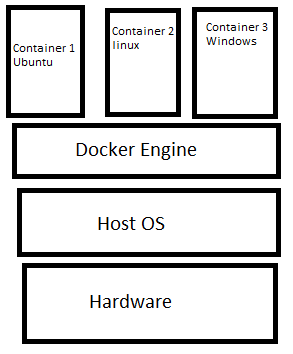 Container 1
Ubuntu
Container 2
linux
Container 3
Windows
Docker Engine
Host OS
Hardware